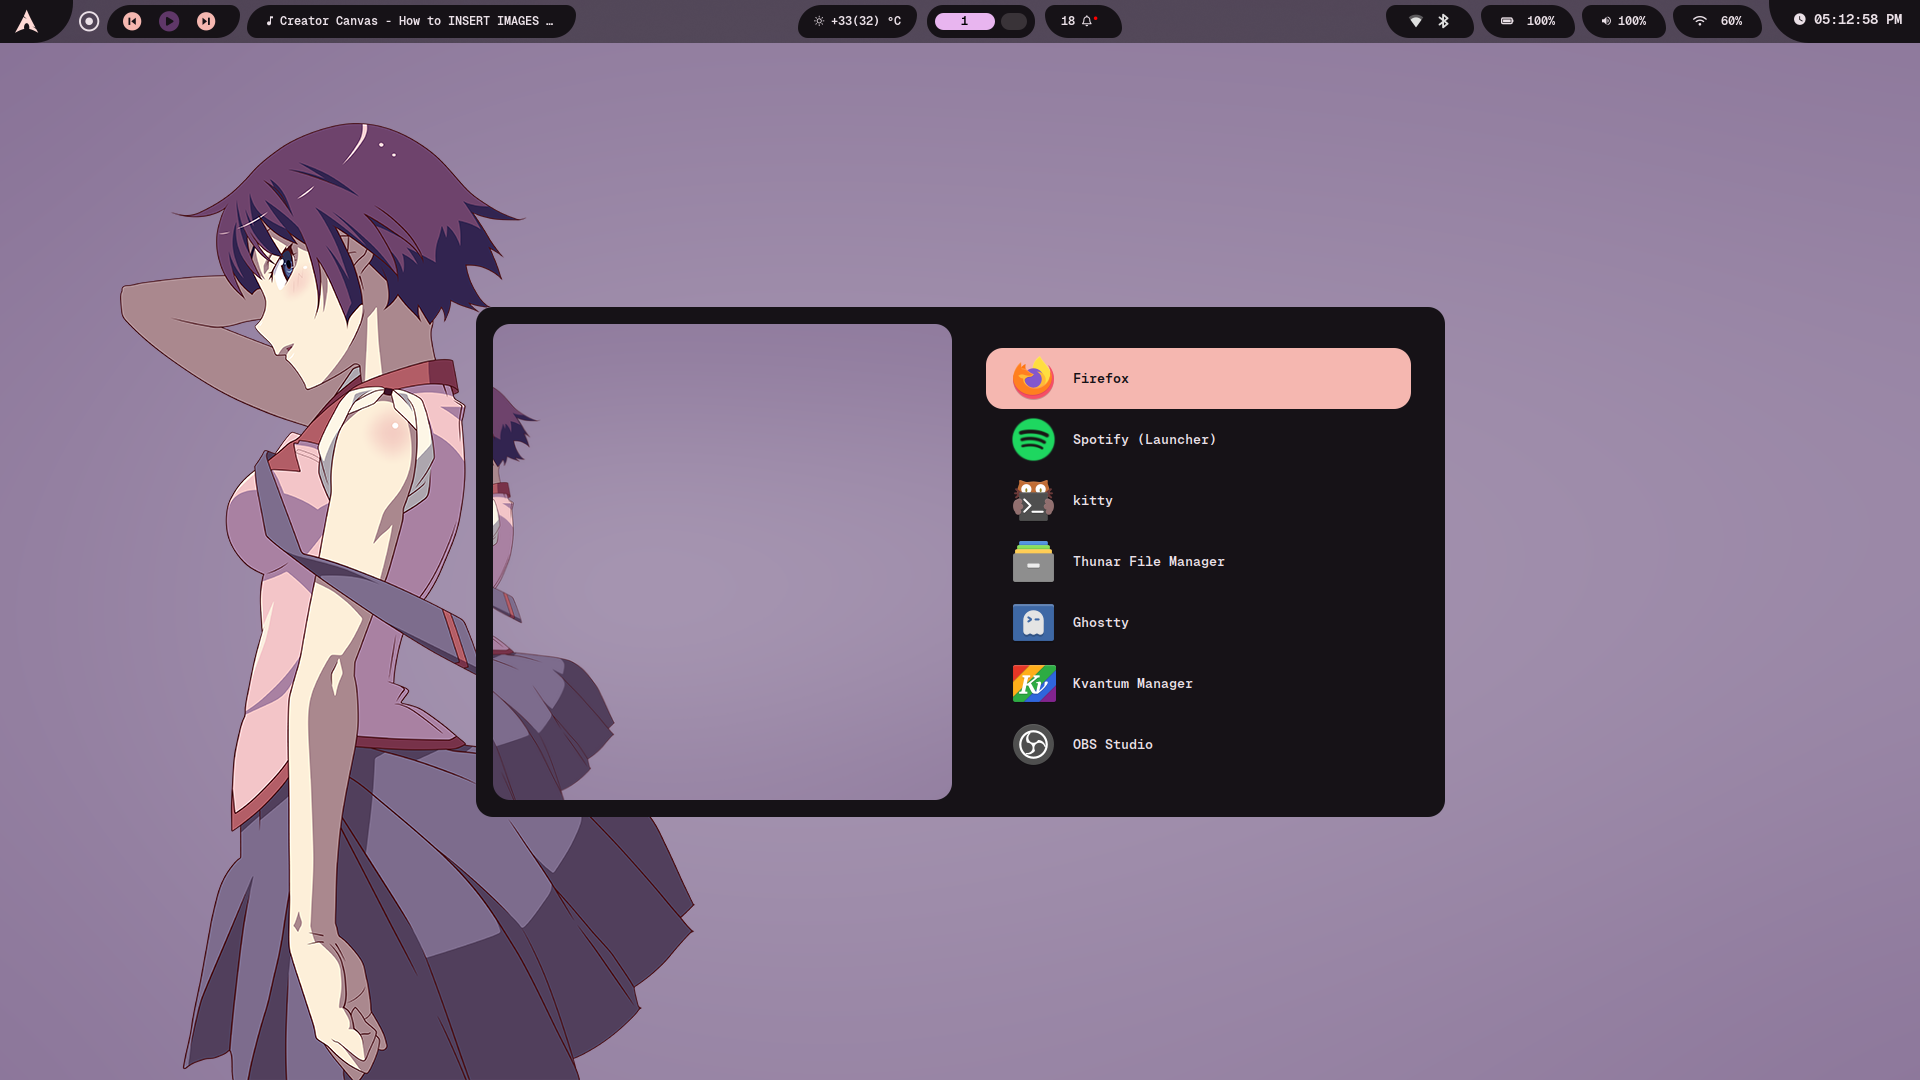 Creator Canvas - How to INSERT IMAGES …
+33(32) °C
1
18
100%
100%
60%
05:12:58 PM
Firefox
Spotify (Launcher)
kitty
Thunar File Manager
Ghostty
Kv
Kvantum Manager
OBS Studio